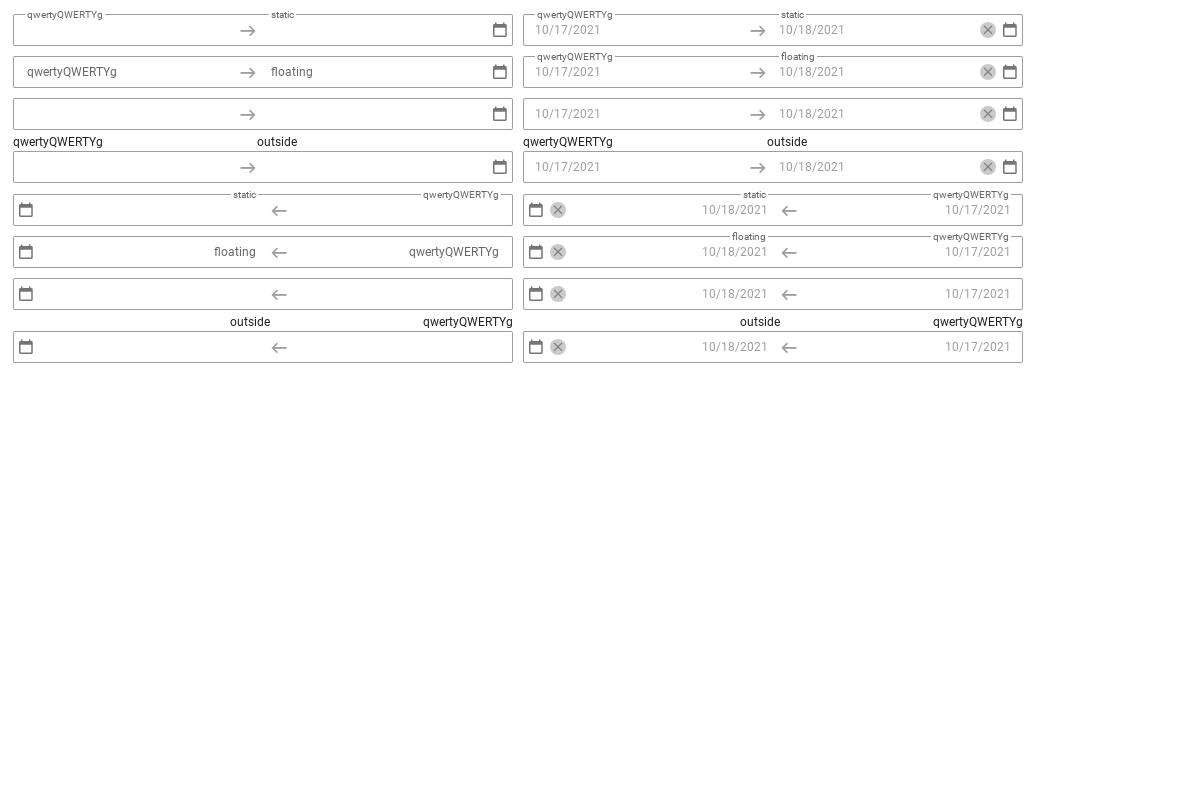 qwertyQWERTYg static qwertyQWERTYg static
10/17/2021 10/18/2021
qwertyQWERTYg floating
qwertyQWERTYg floating 10/17/2021 10/18/2021
10/17/2021 10/18/2021
qwertyQWERTYg outside qwertyQWERTYg outside
10/17/2021 10/18/2021
static qwertyQWERTYg static qwertyQWERTYg
10/18/2021 10/17/2021
floating qwertyQWERTYg
floating qwertyQWERTYg 10/18/2021 10/17/2021
10/18/2021 10/17/2021
outside qwertyQWERTYg outside qwertyQWERTYg
10/18/2021 10/17/2021